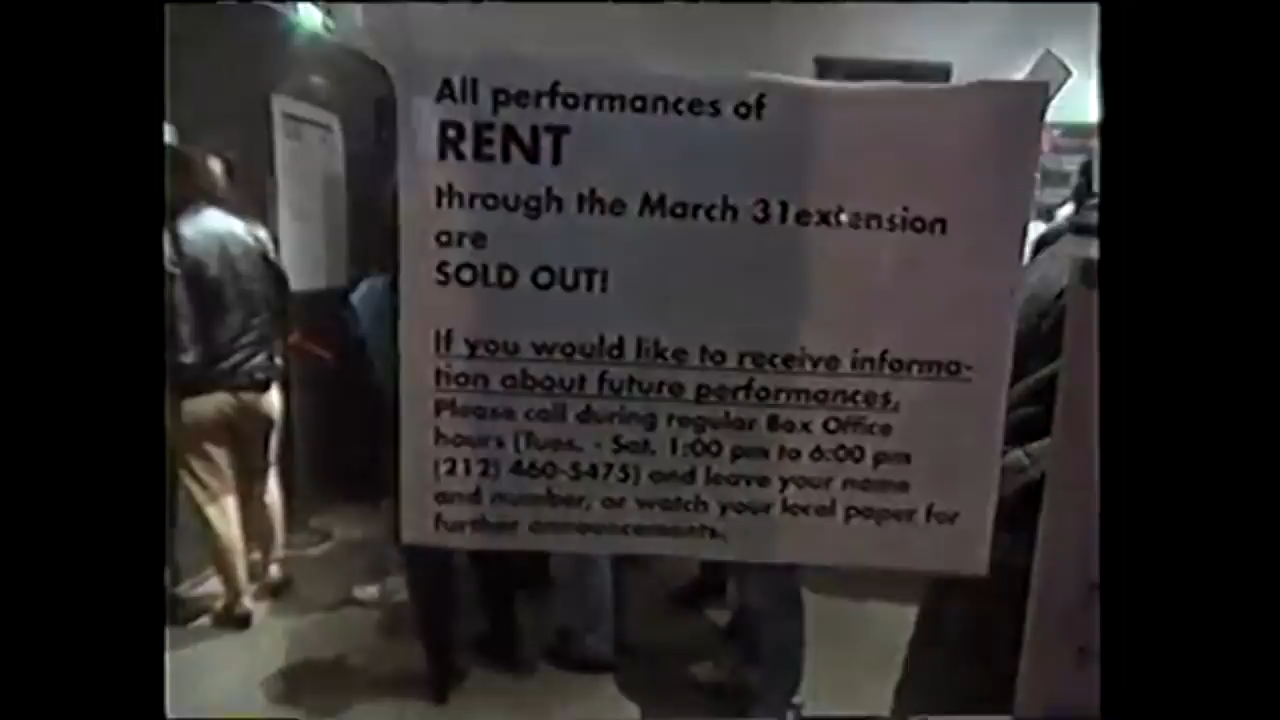 All performances of
RENT
through the March 31 extension
are
SOLD OUT!
If you would like to receive informa-
tion about future performances,
Please call during regular Box Office
hours (Tues. - Sat. 1:00 pm to 6:00 pm
(212) 460-5475) and leave your name
and number, or watch your local paper for
further announcements.